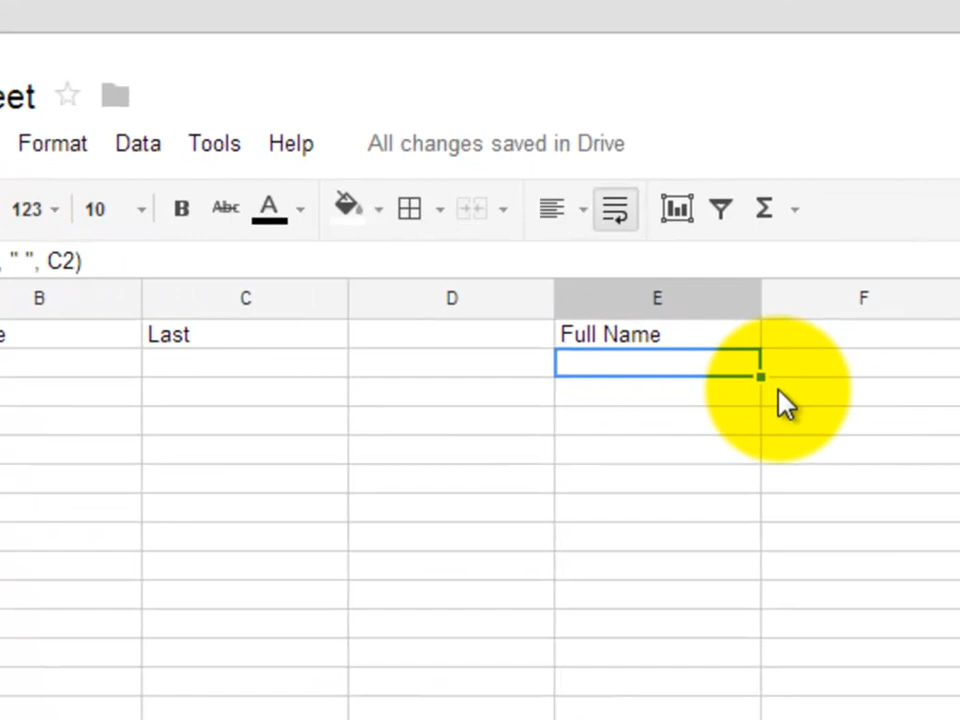 eet
Format Data Tools Help All changes saved in Drive
123 10 B Abc A Σ
, " ", C2)
B C D E F
e Last Full Name